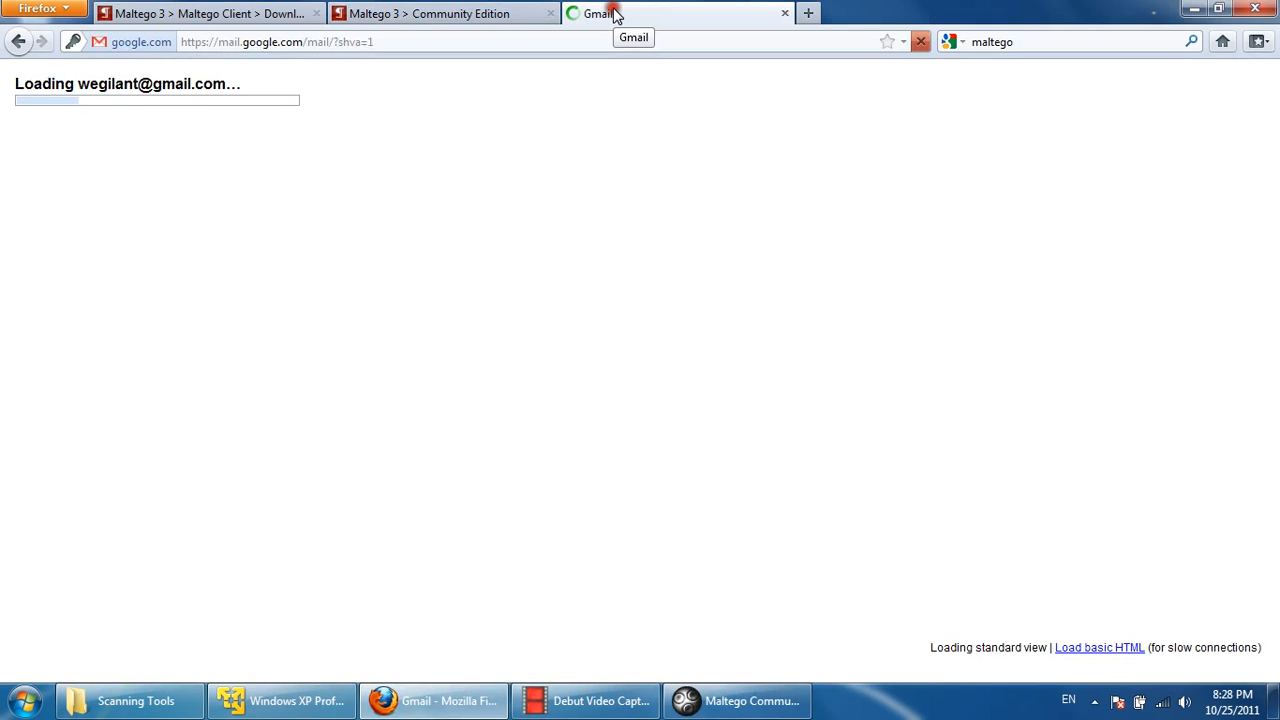 Firefox
Maltego 3 > Maltego Client > Downl...
Maltego 3 > Community Edition
Gmail
google.com
https://mail.google.com/mail/?shva=1
maltego
Gmail
Loading wegilant@gmail.com…
Loading standard view | Load basic HTML (for slow connections)
Scanning Tools
Windows XP Prof...
Gmail - Mozilla Fi...
Debut Video Capt...
Maltego Commu...
EN
8:28 PM
10/25/2011